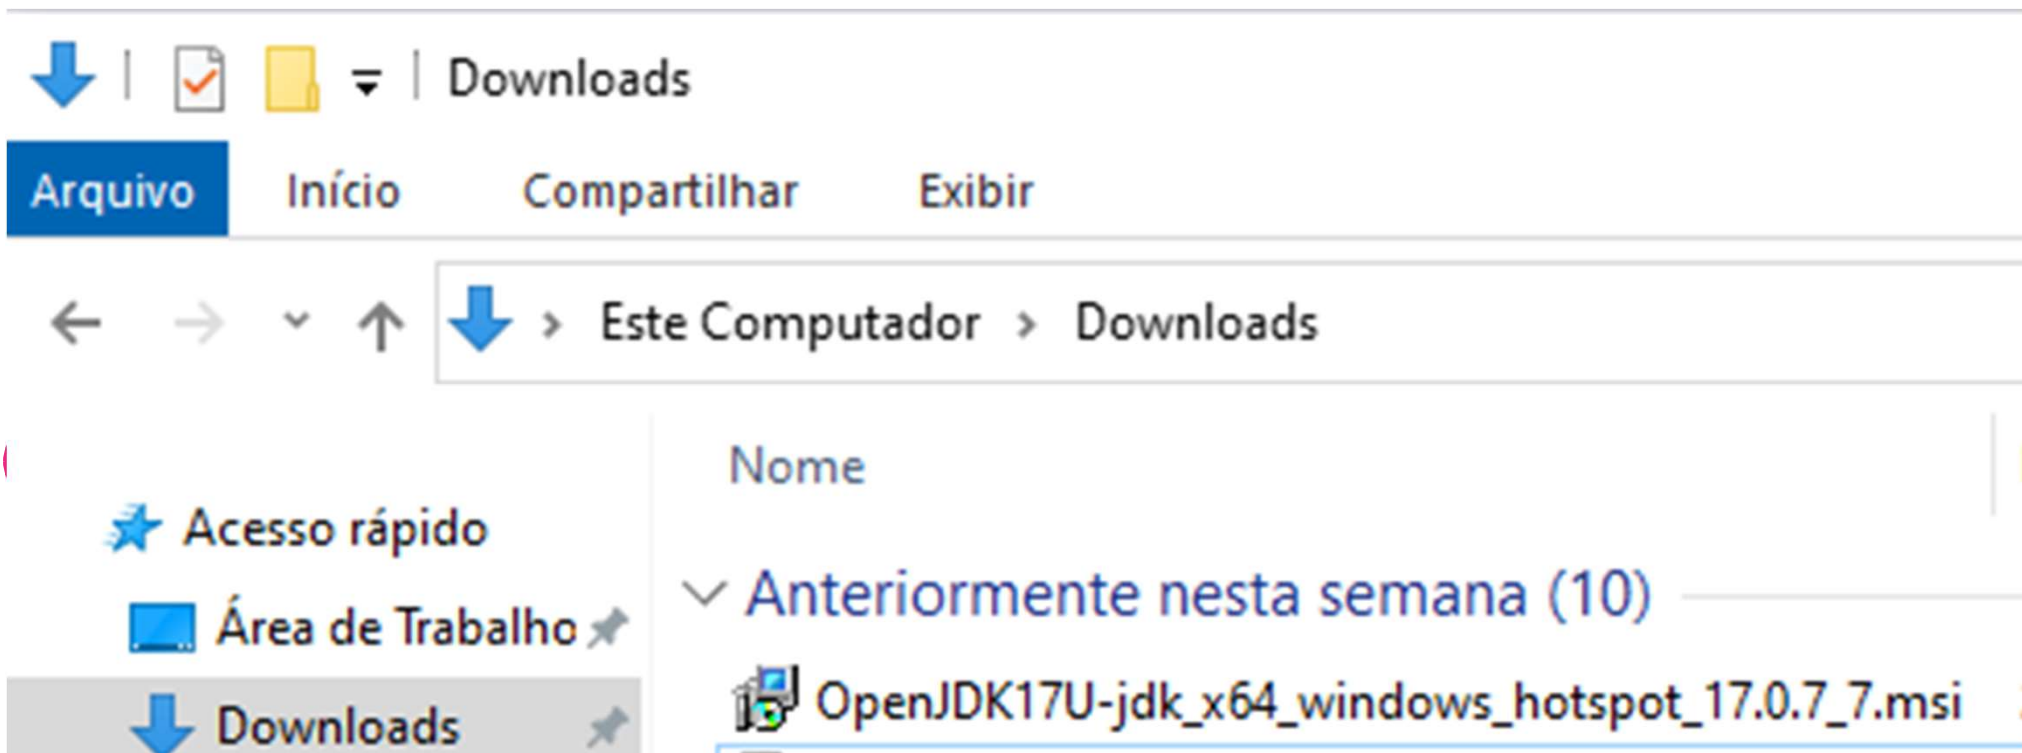 Downloads
Arquivo Início Compartilhar Exibir
Este Computador Downloads
Nome
Acesso rápido
Anteriormente nesta semana (10)
Área de Trabalho
OpenJDK17U-jdk_x64_windows_hotspot_17.0.7_7.msi
Downloads